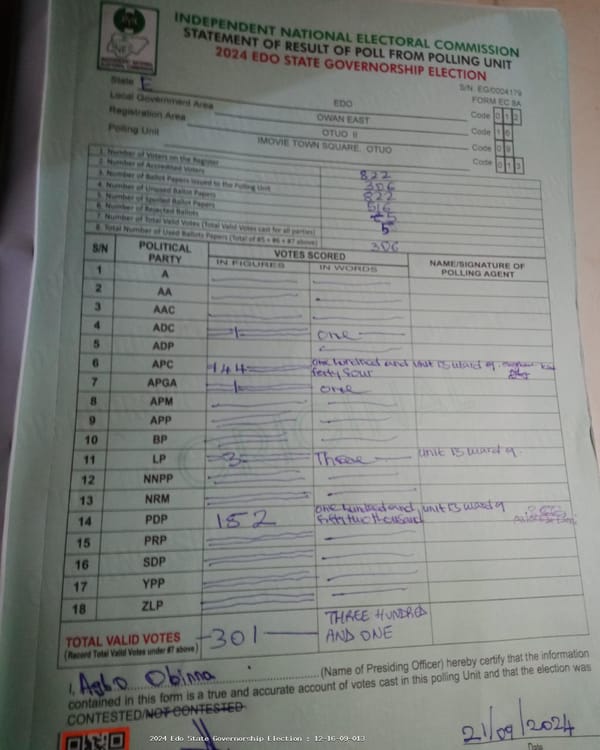 INDEPENDENT NATIONAL ELECTORAL COMMISSION
STATEMENT OF RESULT OF POLL FROM POLLING UNIT
2024 EDO STATE GOVERNORSHIP ELECTION
S/N. EG/0004179
FORM EC 8A
State E EDO Code 0 1 2
Local Government Area OWAN EAST Code 1 6
Registration Area OTUO II Code 0 9
Polling Unit IMOVIE TOWN SQUARE, OTUO Code 0 1 3
1. Number of Voters on the Register 822
2. Number of Accredited Voters 306
3. Number of Ballot Papers Issued to the Polling Unit 822
4. Number of Unused Ballot Papers 516
5. Number of Spoiled Ballot Papers
6. Number of Rejected Ballots 5
7. Number of Total Valid Votes (Total Valid Votes cast for all parties)
8. Total Number of Used Ballots Papers (Total of #5 + #6 + #7 above) 306
S/N POLITICAL PARTY VOTES SCORED NAME/SIGNATURE OF POLLING AGENT
IN FIGURES IN WORDS
1 A
2 AA
3 AAC
4 ADC 1 one
5 ADP
6 APC 144 one hundred and forty four unit 13 ward 9
7 APGA 1 one
8 APM
9 APP
10 BP
11 LP 3 Three unit 13 ward 9
12 NNPP
13 NRM
14 PDP 152 one hundred and fifty two thousand unit 13 ward 9
15 PRP
16 SDP
17 YPP
18 ZLP
TOTAL VALID VOTES 301 THREE HUNDRED AND ONE
(Record Total Valid Votes under #7 above)
I, Agbo Obinna (Name of Presiding Officer) hereby certify that the information
contained in this form is a true and accurate account of votes cast in this polling Unit and that the election was
CONTESTED/NOT CONTESTED
21/09/2024
Date
2024 Edo State Governorship Election : 12-16-09-013